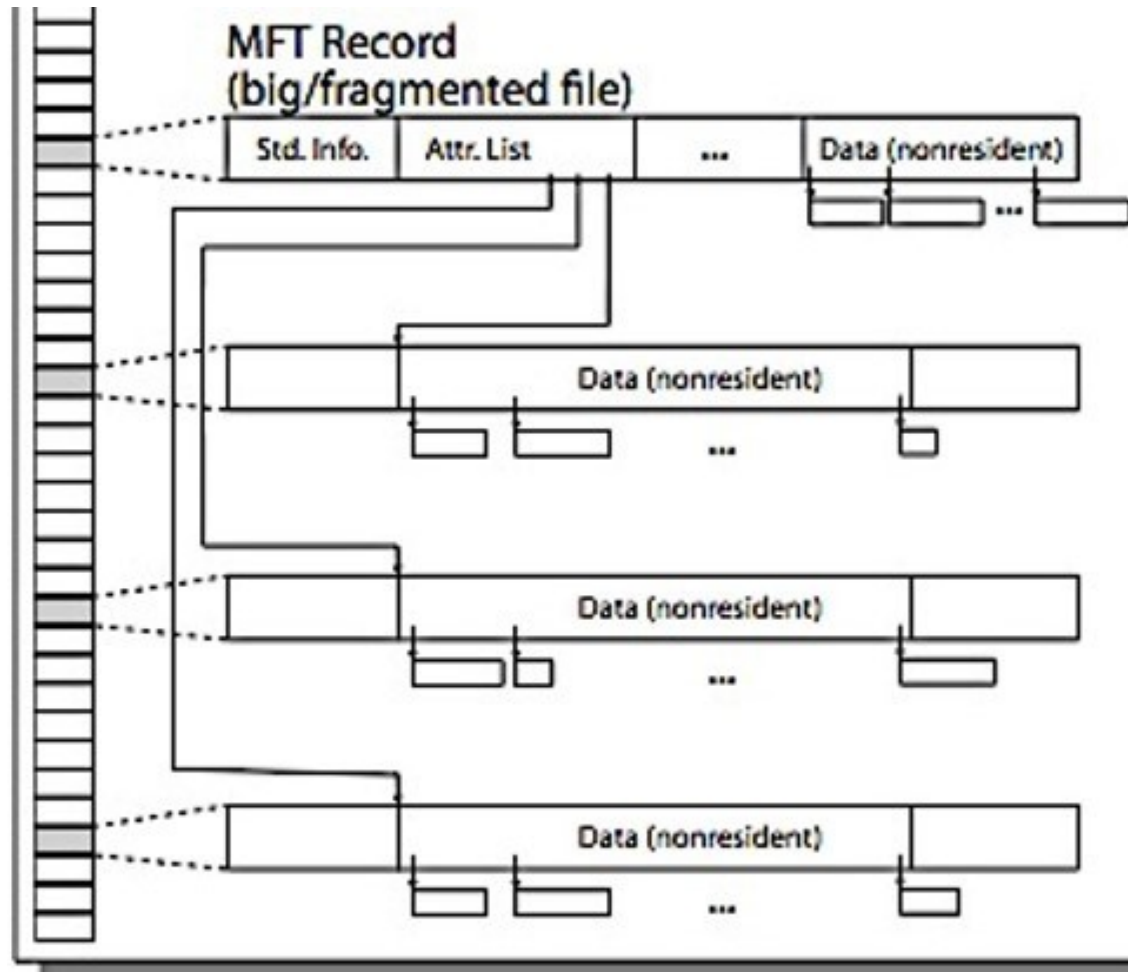 MFT Record
(big/fragmented file)
Std. Info. Attr. List ... Data (nonresident)
...
Data (nonresident)
...
Data (nonresident)
...
Data (nonresident)
...